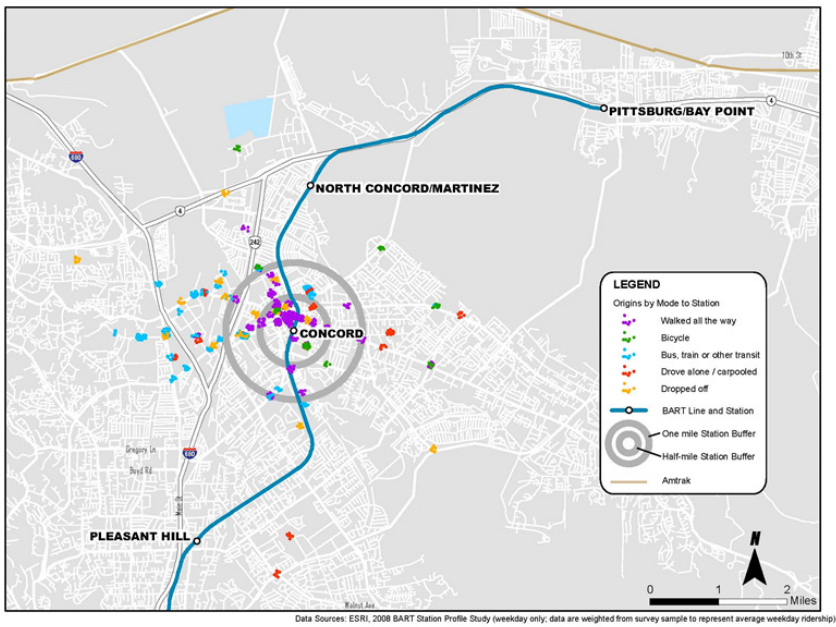 10th St
4
PITTSBURG/BAY POINT
680
NORTH CONCORD/MARTINEZ
4
242
CONCORD
LEGEND
Origins by Mode to Station
Walked all the way
Bicycle
Bus, train or other transit
Drove alone / carpooled
Dropped off
BART Line and Station
One mile Station Buffer
Half-mile Station Buffer
Amtrak
Gregory Ln
Boyd Rd
680
Main St
PLEASANT HILL
N
0 1 2
Miles
Walnut Ave
Data Sources: ESRI, 2008 BART Station Profile Study (weekday only; data are weighted from survey sample to represent average weekday ridership)